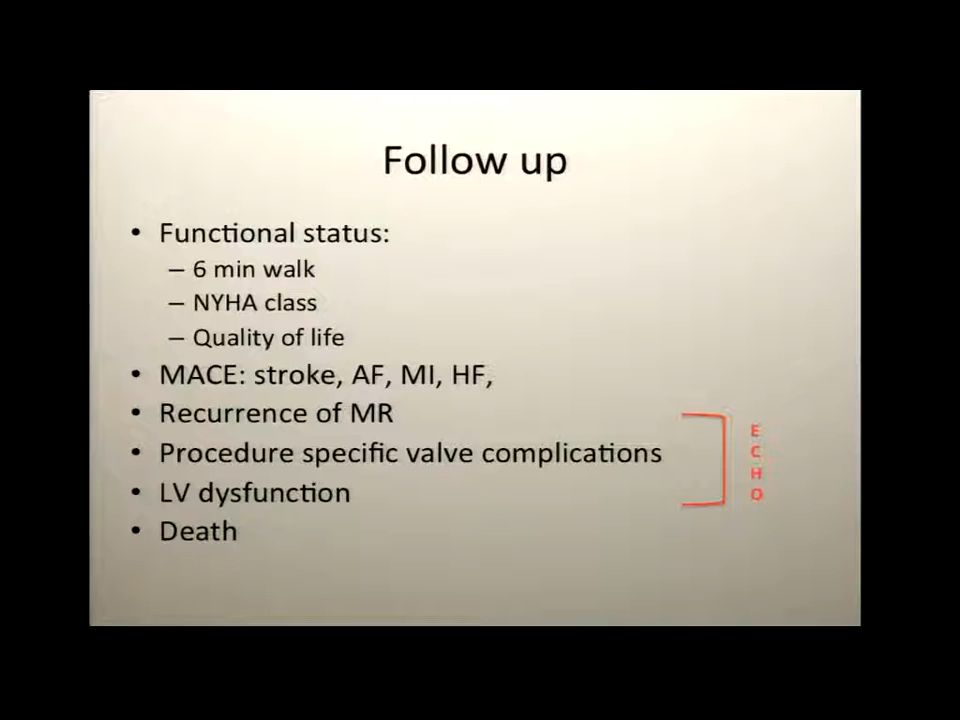 Follow up
• Functional status:
– 6 min walk
– NYHA class
– Quality of life
• MACE: stroke, AF, MI, HF,
• Recurrence of MR
• Procedure specific valve complications
• LV dysfunction
• Death
E
C
H
O